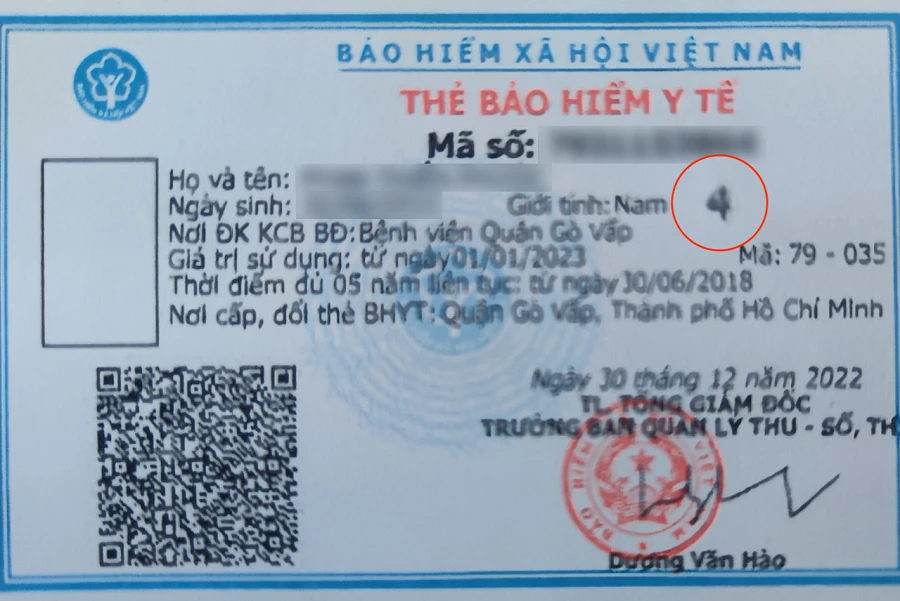 BẢO HIỂM XÃ HỘI VIỆT NAM
THẺ BẢO HIỂM Y TẾ
Mã số:
Họ và tên:
Ngày sinh: Giới tính: Nam 4
Nơi ĐK KCB BĐ: Bệnh viện Quận Gò Vấp
Giá trị sử dụng: từ ngày 01/01/2023 Mã: 79 - 035
Thời điểm đủ 05 năm liên tục: từ ngày 30/06/2018
Nơi cấp, đổi thẻ BHYT: Quận Gò Vấp, Thành phố Hồ Chí Minh
Ngày 30 tháng 12 năm 2022
TL. TỔNG GIÁM ĐỐC
TRƯỞNG BAN QUẢN LÝ THU - SỔ, TH
BẢO HIỂM VIỆT NAM
Dương Văn Hào